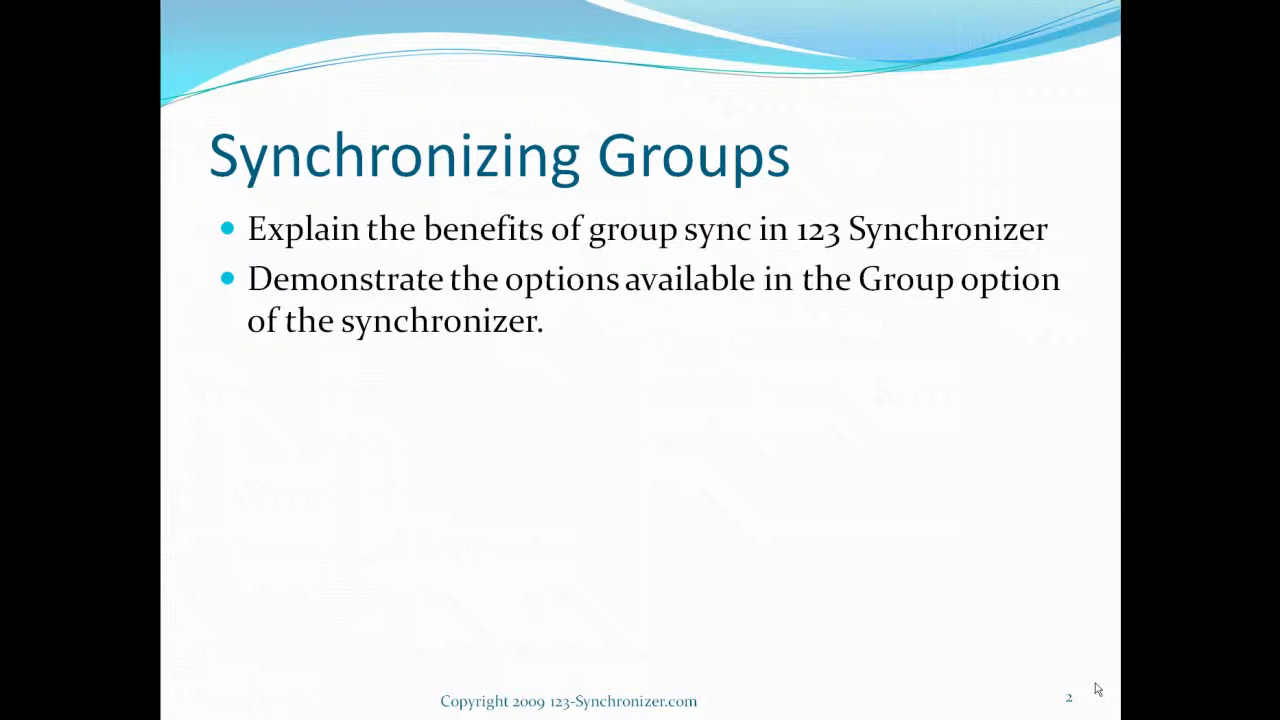 Synchronizing Groups
Explain the benefits of group sync in 123 Synchronizer
Demonstrate the options available in the Group option
of the synchronizer.
Copyright 2009 123-Synchronizer.com
2